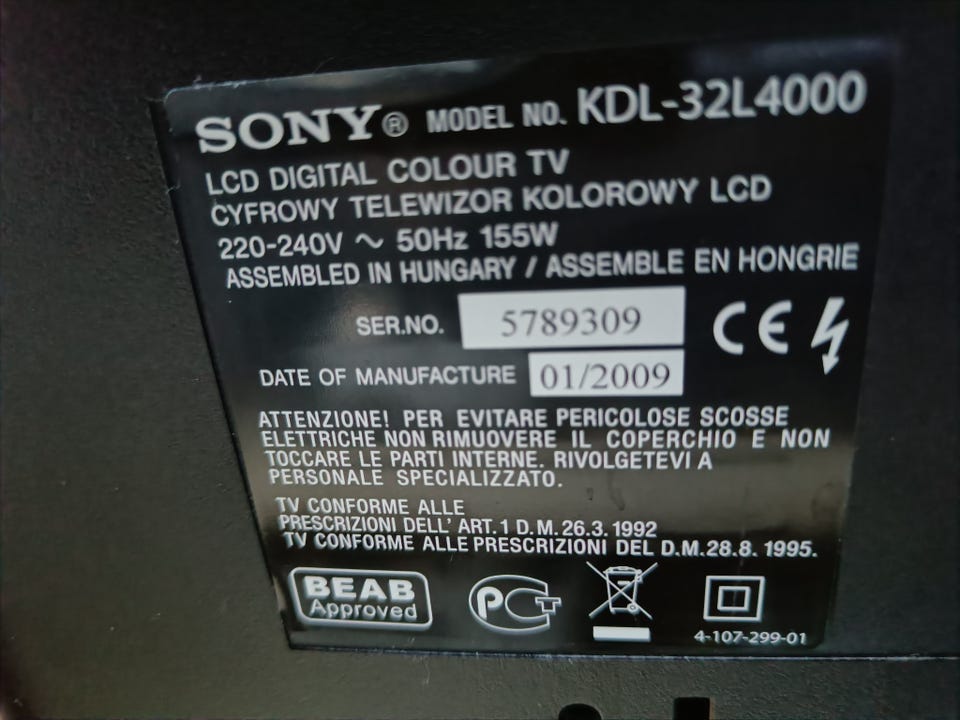 SONY® MODEL NO. KDL-32L4000
LCD DIGITAL COLOUR TV
CYFROWY TELEWIZOR KOLOROWY LCD
220-240V ~ 50Hz 155W
ASSEMBLED IN HUNGARY / ASSEMBLE EN HONGRIE
SER.NO. 5789309
CE
DATE OF MANUFACTURE 01/2009
ATTENZIONE! PER EVITARE PERICOLOSE SCOSSE
ELETTRICHE NON RIMUOVERE IL COPERCHIO E NON
TOCCARE LE PARTI INTERNE. RIVOLGETEVI A
PERSONALE SPECIALIZZATO.
TV CONFORME ALLE
PRESCRIZIONI DELL' ART.1 D.M.26.3.1992
TV CONFORME ALLE PRESCRIZIONI DEL D.M.28.8.1995.
BEAB
Approved
PCT
4-107-299-01